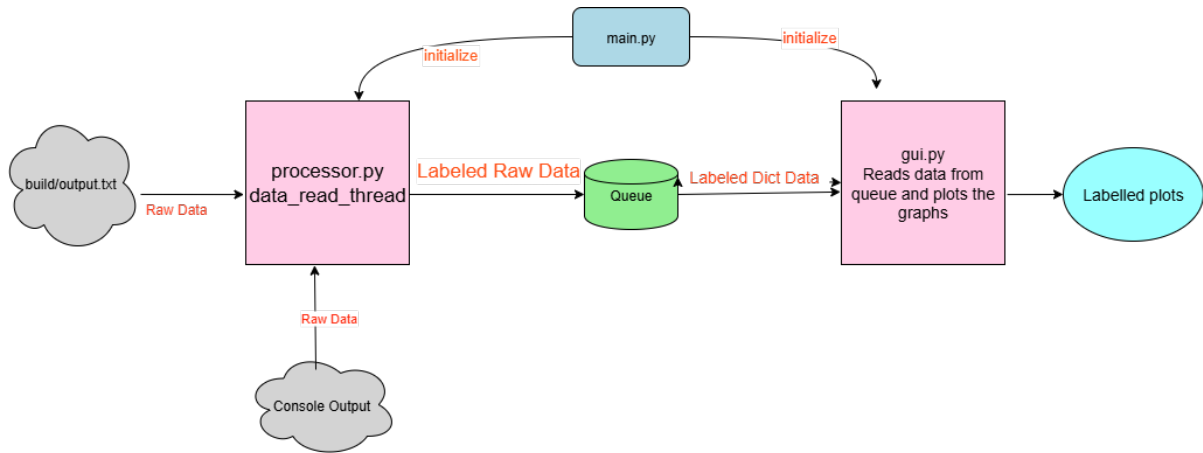 main.py
initialize
initialize
build/output.txt
Raw Data
processor.py
data_read_thread
Labeled Raw Data
Queue
Labeled Dict Data
gui.py
Reads data from
queue and plots the
graphs
Labelled plots
Raw Data
Console Output